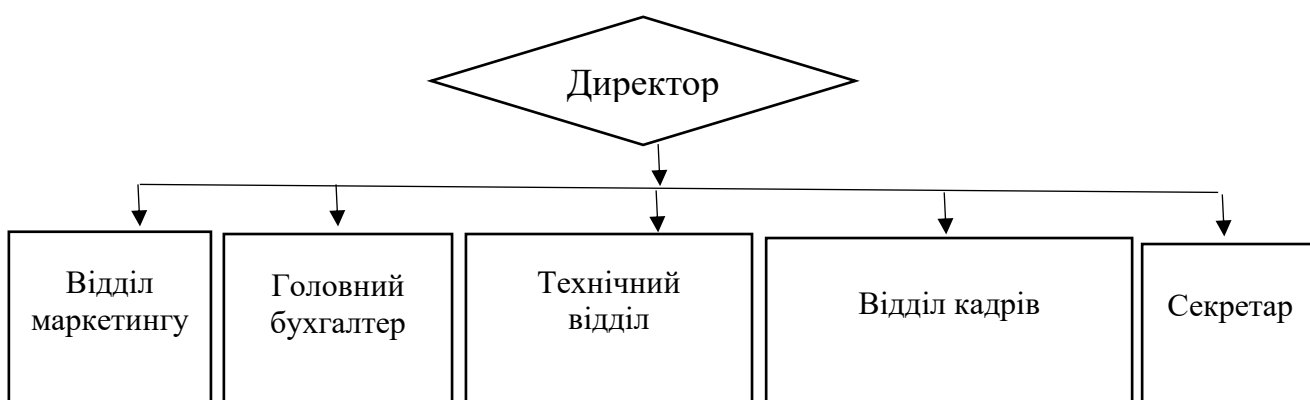 Директор
Відділ
маркетингу
Головний
бухгалтер
Технічний
відділ
Відділ кадрів
Секретар